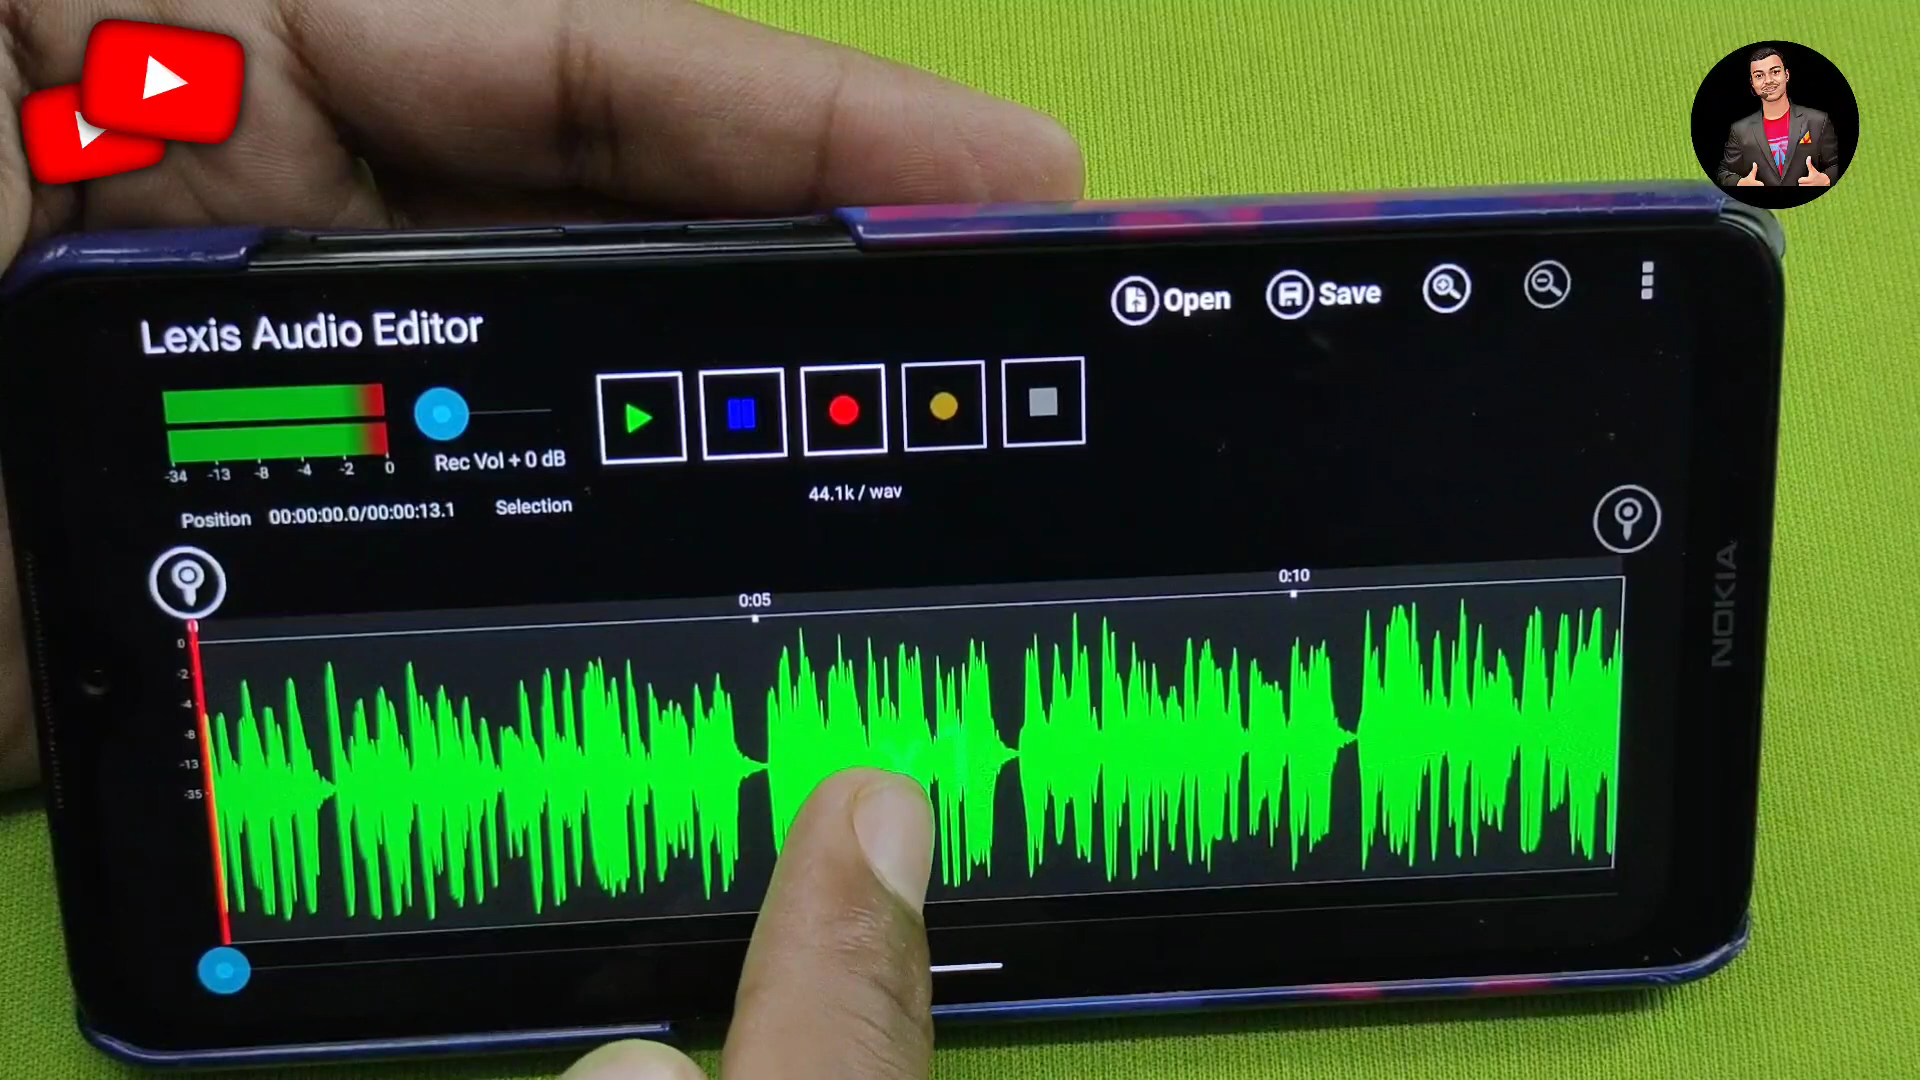 Open
Save
Lexis Audio Editor
-34 -13 -8 -4 -2 0
Rec Vol + 0 dB
44.1k / wav
Position 00:00:00.0/00:00:13.1 Selection
0:05
0:10
0
-2
-4
-8
-13
-35
NOKIA